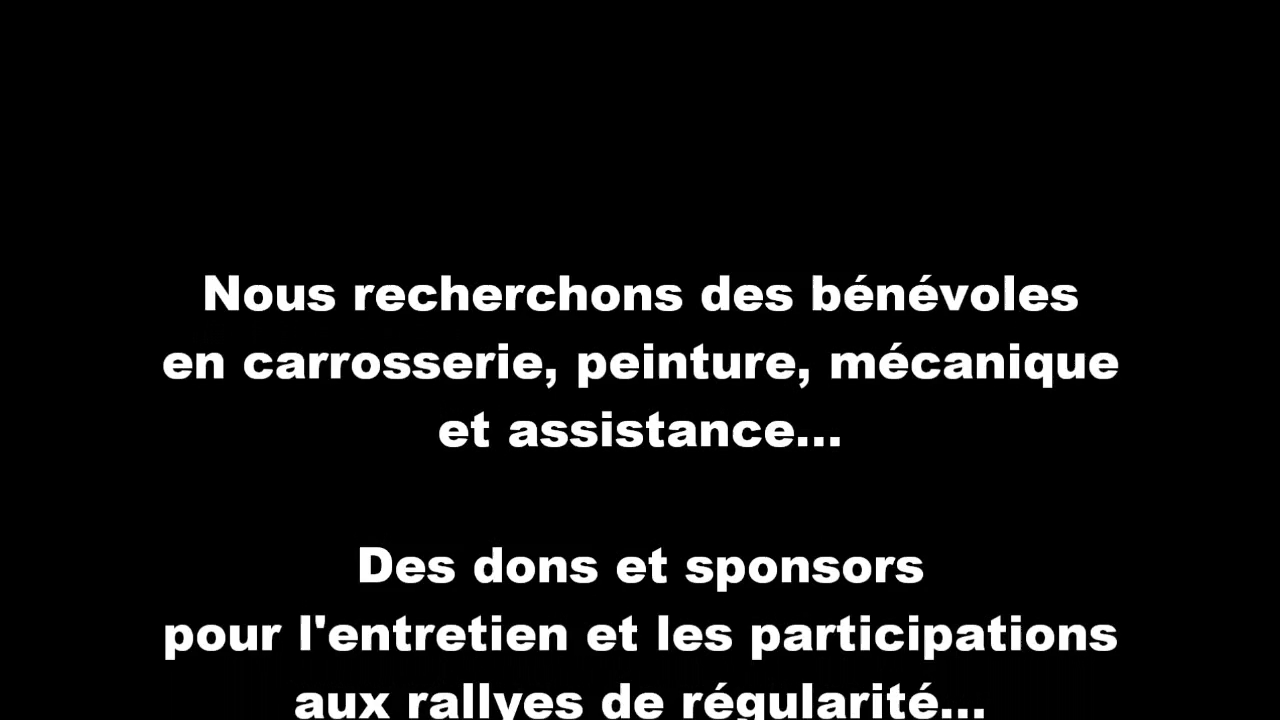 Nous recherchons des bénévoles
en carrosserie, peinture, mécanique
et assistance...
Des dons et sponsors
pour l'entretien et les participations
aux rallyes de régularité...